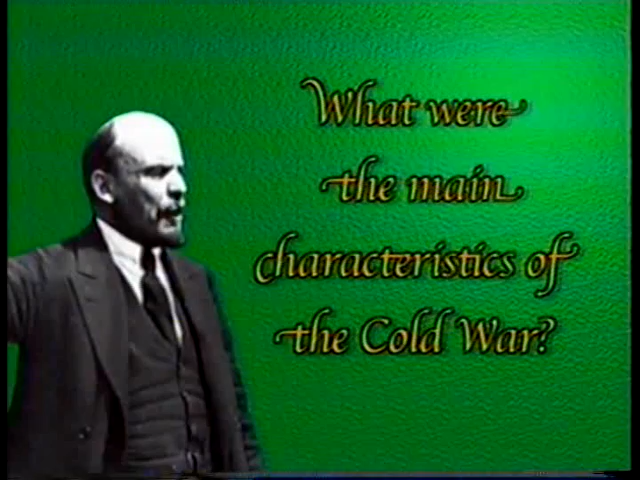 What were
the main
characteristics of
the Cold War?